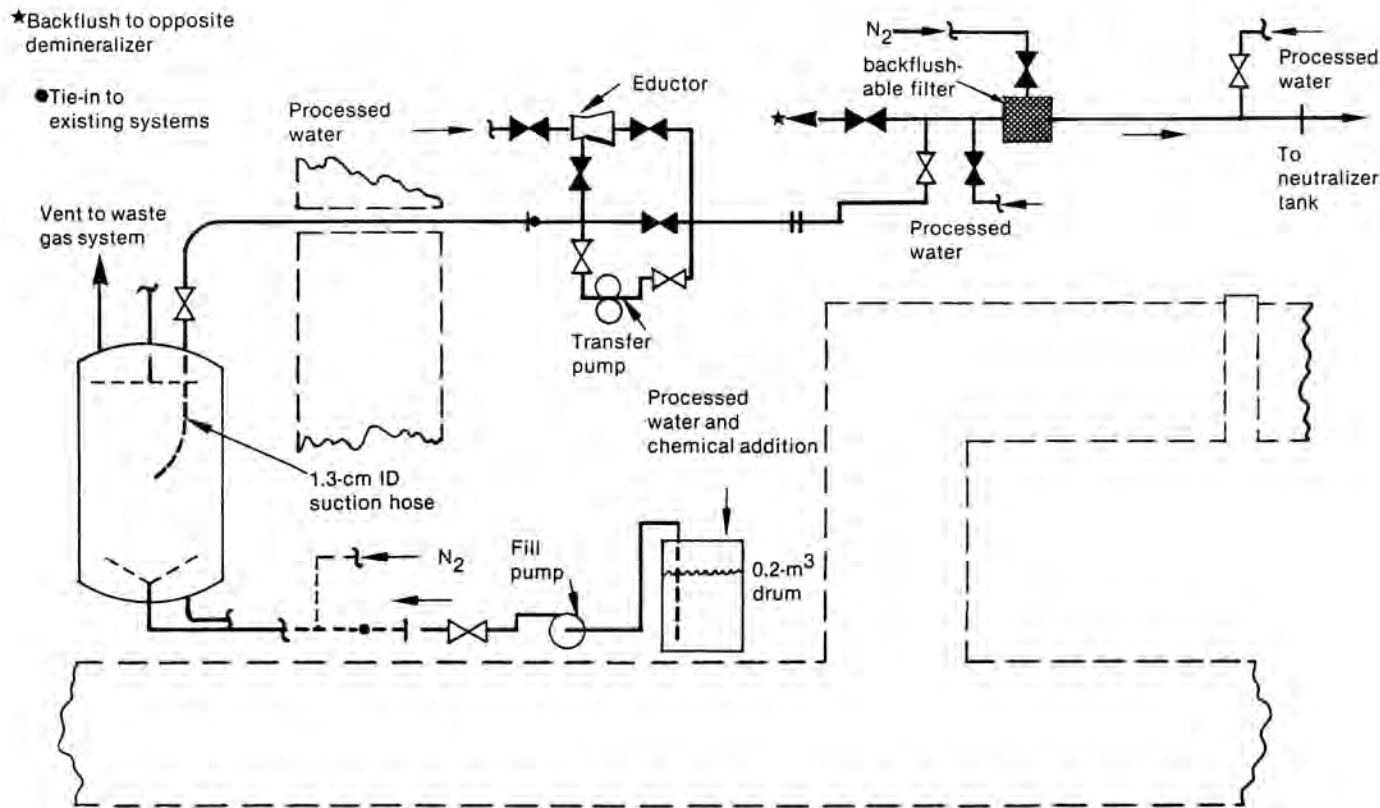 ★Backflush to opposite
demineralizer
●Tie-in to
existing systems
Processed
water
Eductor
N₂
backflush-
able filter
Processed
water
Vent to waste
gas system
To
neutralizer
tank
Processed
water
Transfer
pump
1.3-cm ID
suction hose
Processed
water and
chemical addition
N₂
Fill
pump
0.2-m³
drum